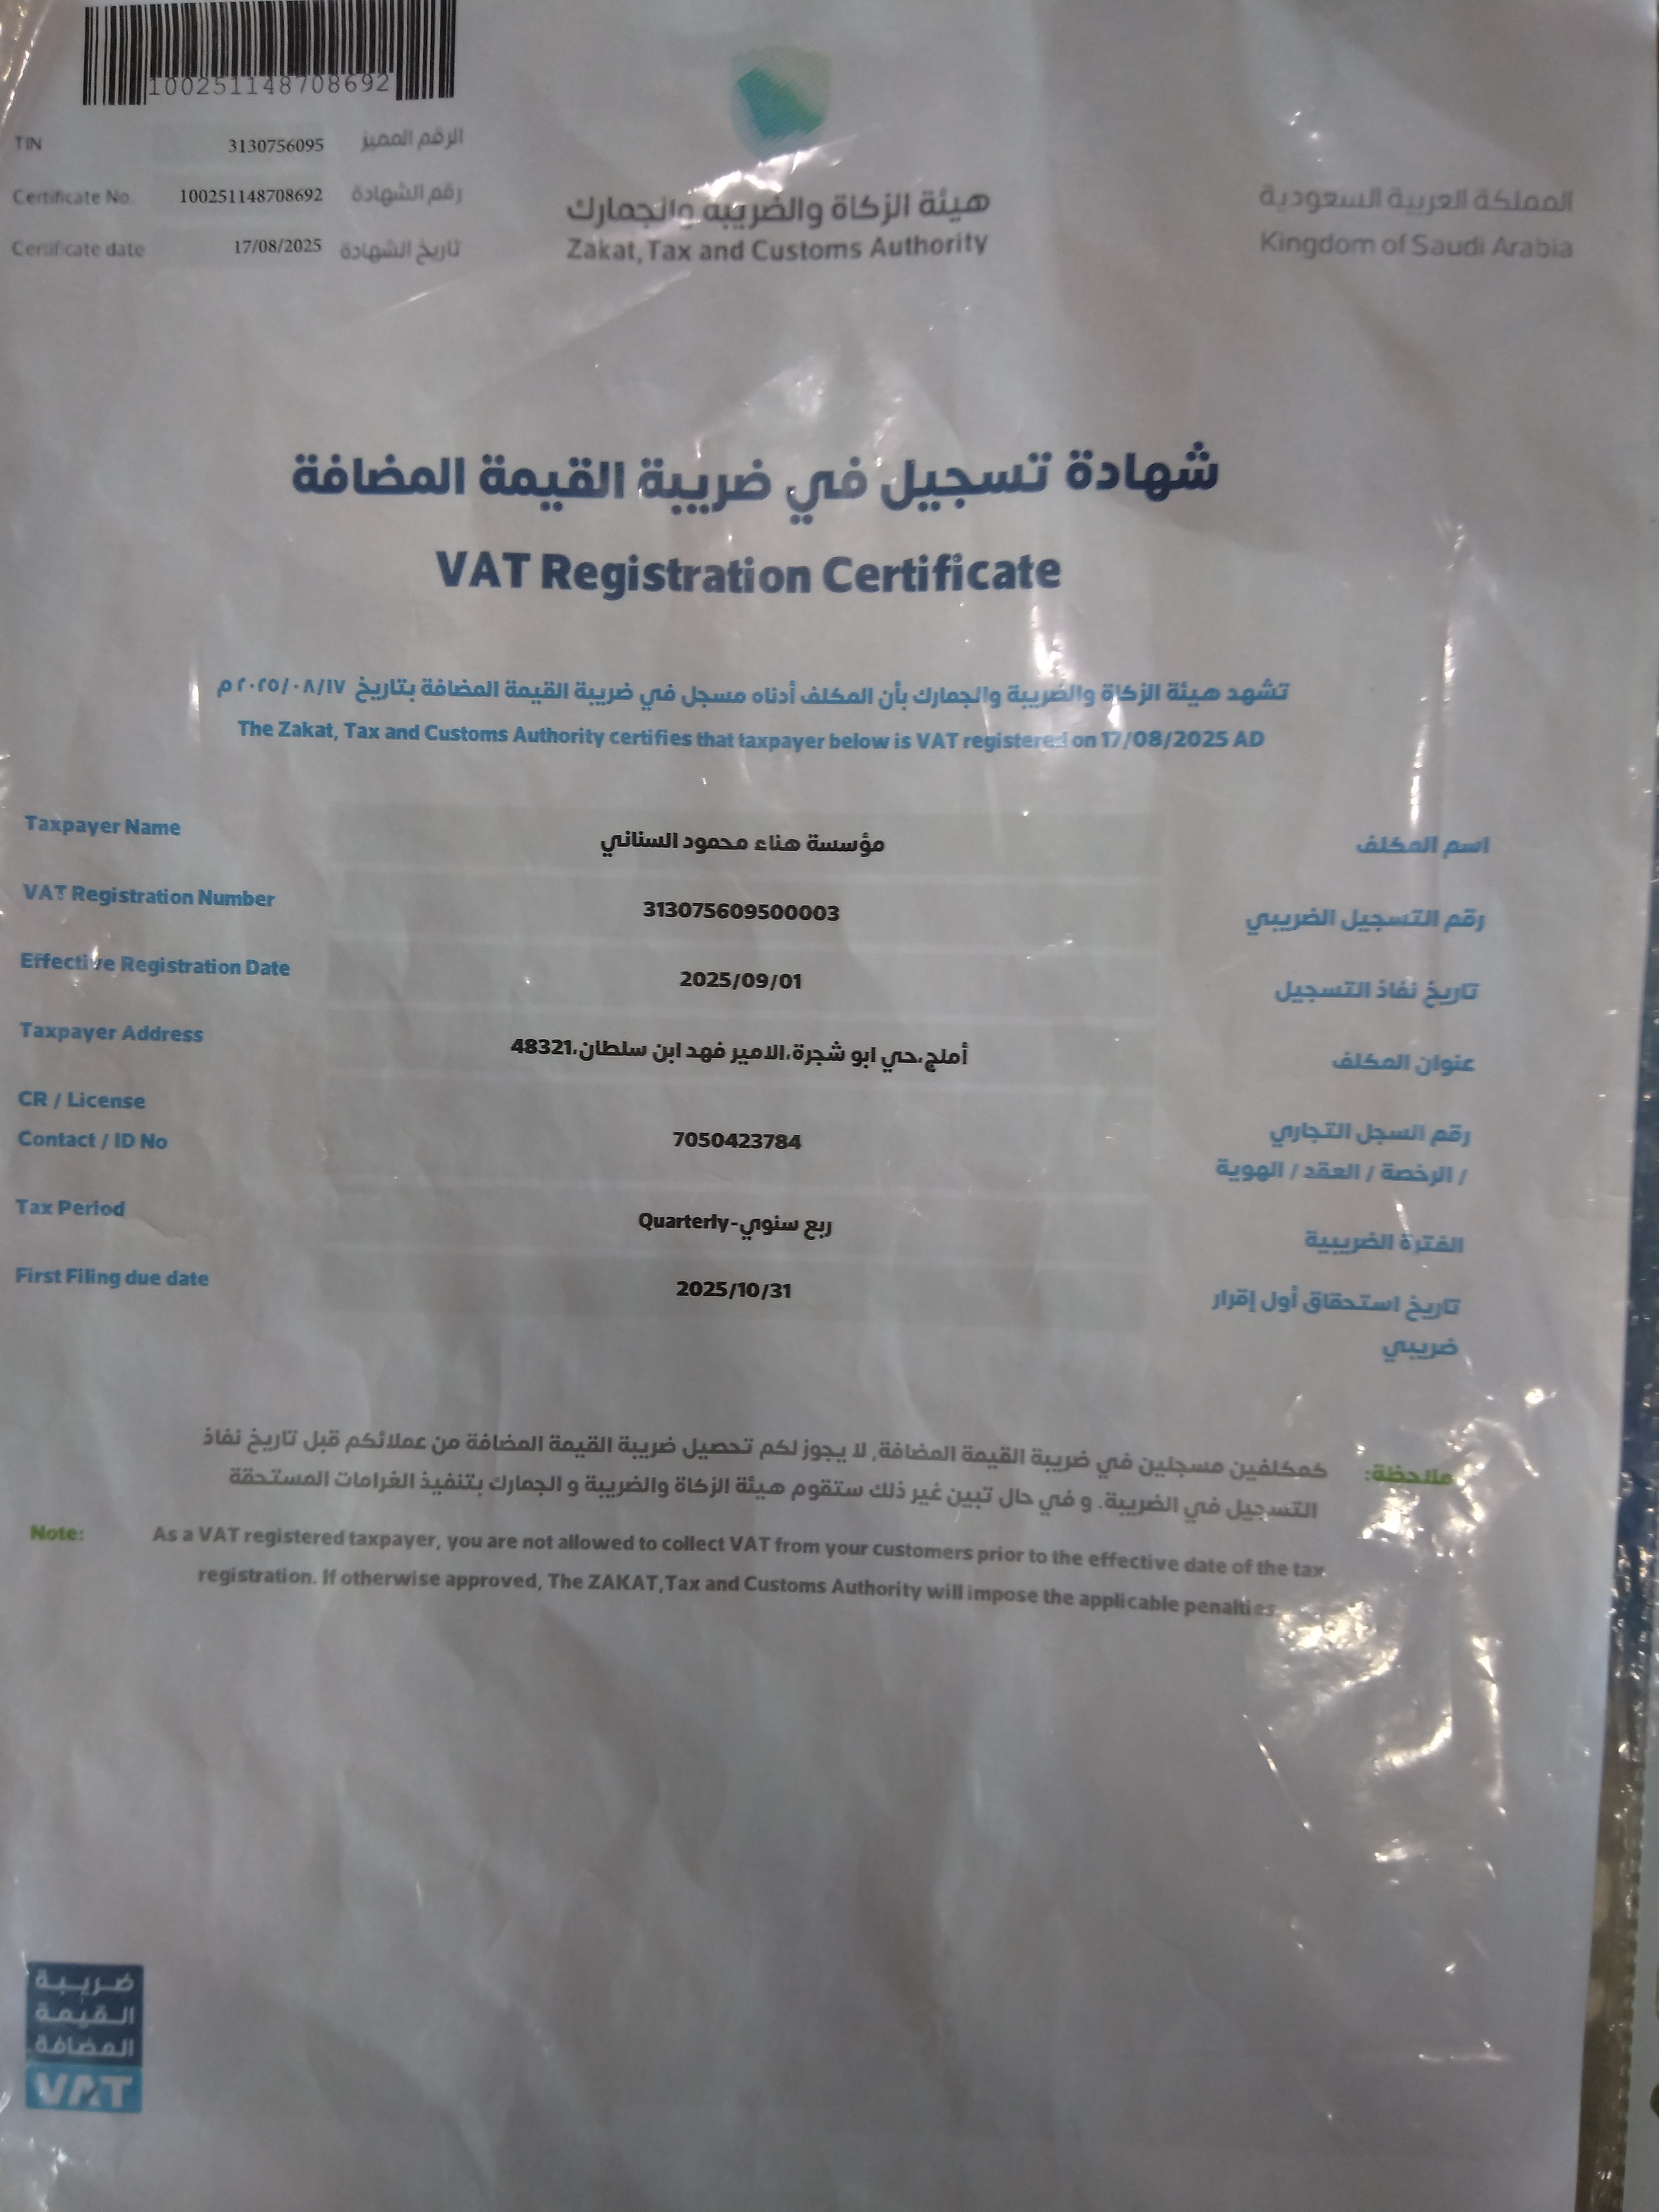 100251148708692
TIN 3130756095 الرقم المميز
Certificate No. 100251148708692 رقم الشهادة
Certificate date 17/08/2025 تاريخ الشهادة
هيئة الزكاة والضريبة والجمارك
Zakat, Tax and Customs Authority
المملكة العربية السعودية
Kingdom of Saudi Arabia
شهادة تسجيل في ضريبة القيمة المضافة
VAT Registration Certificate
تشهد هيئة الزكاة والضريبة والجمارك بأن المكلف أدناه مسجل في ضريبة القيمة المضافة بتاريخ ٢٠٢٥/٠٨/١٧ م
The Zakat, Tax and Customs Authority certifies that taxpayer below is VAT registered on 17/08/2025 AD
Taxpayer Name مؤسسة هناء محمود السناني اسم المكلف
VAT Registration Number 313075609500003 رقم التسجيل الضريبي
Effective Registration Date 2025/09/01 تاريخ نفاذ التسجيل
Taxpayer Address أملج،حي ابو شجرة،الامير فهد ابن سلطان،48321 عنوان المكلف
CR / License رقم السجل التجاري
Contact / ID No 7050423784 / الرخصة / العقد / الهوية
Tax Period ربع سنوي-Quarterly الفترة الضريبية
First Filing due date 2025/10/31 تاريخ استحقاق أول إقرار
ضريبي
ملاحظة: كمكلفين مسجلين في ضريبة القيمة المضافة, لا يجوز لكم تحصيل ضريبة القيمة المضافة من عملائكم قبل تاريخ نفاذ
التسجيل في الضريبة. و في حال تبين غير ذلك ستقوم هيئة الزكاة والضريبة و الجمارك بتنفيذ الغرامات المستحقة
Note: As a VAT registered taxpayer, you are not allowed to collect VAT from your customers prior to the effective date of the tax
registration. If otherwise approved, The ZAKAT,Tax and Customs Authority will impose the applicable penalties
ضريبة
القيمة
المضافة
VAT